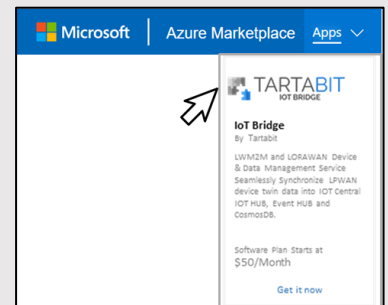 Microsoft Azure Marketplace Apps
TARTABIT
IOT BRIDGE
IoT Bridge
By Tartabit
LWM2M and LORAWAN Device
& Data Management Service
Seamlessly Synchronize LPWAN
device twin data into IOT Central
IOT HUB, Event HUB and
CosmosDB.
Software Plan Starts at
$50/Month
Get it now